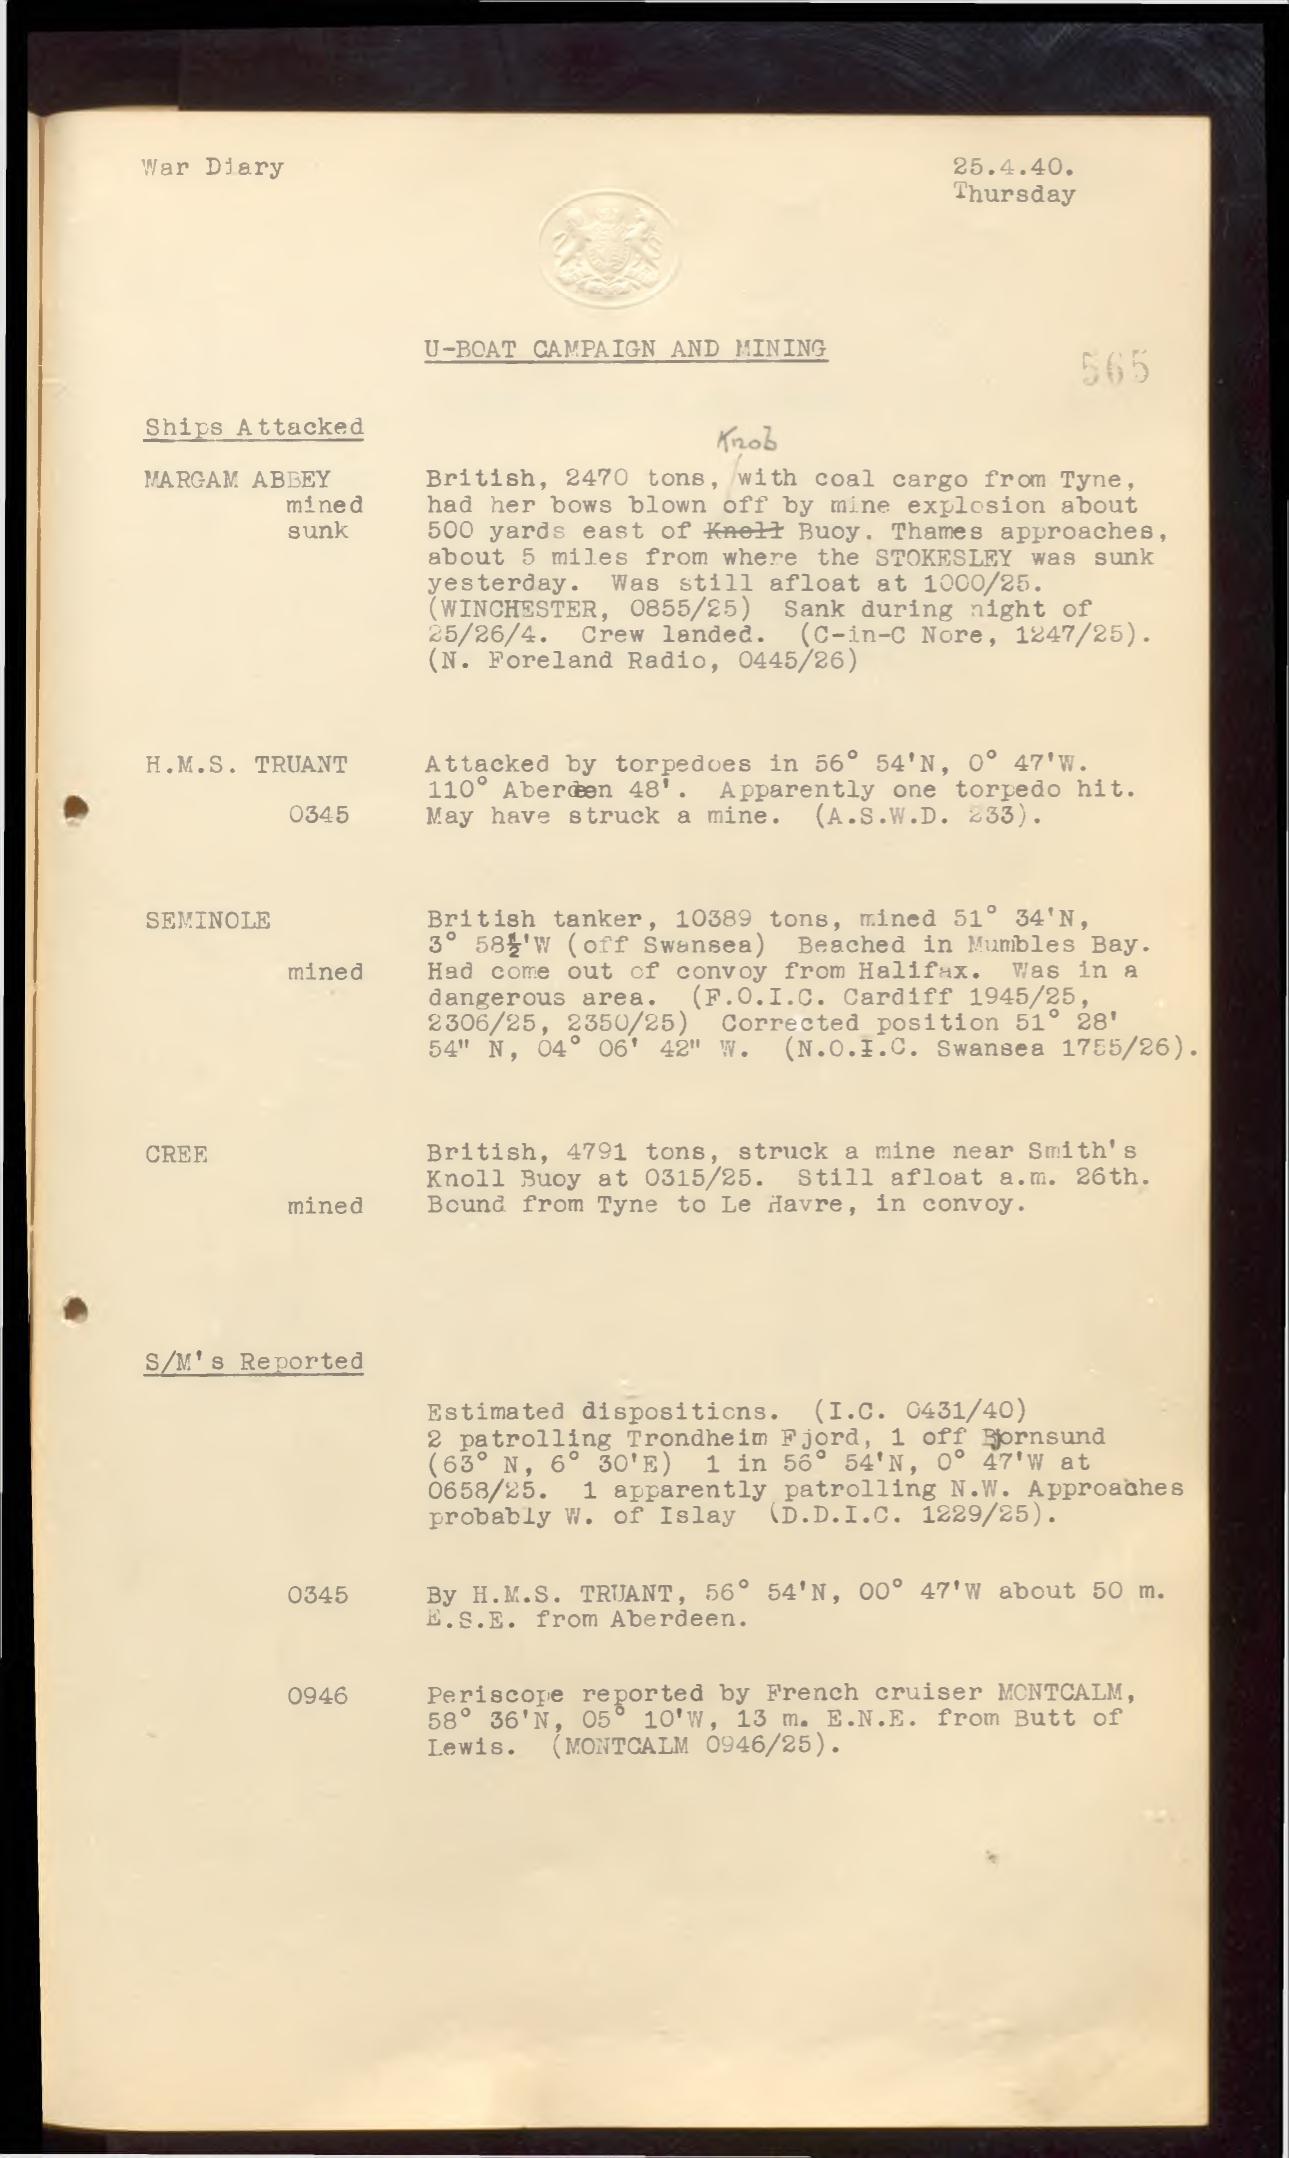 War Diary
25.4.40.
Thursday
U-BOAT CAMPAIGN AND MINING
565
Ships Attacked
Knob
MARGAM ABBEY British, 2470 tons, with coal cargo from Tyne,
mined had her bows blown off by mine explosion about
sunk 500 yards east of Knoll Buoy. Thames approaches,
about 5 miles from where the STOKESLEY was sunk
yesterday. Was still afloat at 1000/25.
(WINCHESTER, 0855/25) Sank during night of
25/26/4. Crew landed. (C-in-C Nore, 1247/25).
(N. Foreland Radio, 0445/26)
H.M.S. TRUANT Attacked by torpedoes in 56° 54'N, 0° 47'W.
110° Aberdeen 48'. Apparently one torpedo hit.
0345 May have struck a mine. (A.S.W.D. 233).
SEMINOLE British tanker, 10389 tons, mined 51° 34'N,
3° 58½'W (off Swansea) Beached in Mumbles Bay.
mined Had come out of convoy from Halifax. Was in a
dangerous area. (F.O.I.C. Cardiff 1945/25,
2306/25, 2350/25) Corrected position 51° 28'
54" N, 04° 06' 42" W. (N.O.I.C. Swansea 1755/26).
CREE British, 4791 tons, struck a mine near Smith's
Knoll Buoy at 0315/25. Still afloat a.m. 26th.
mined Bound from Tyne to Le Havre, in convoy.
S/M's Reported
Estimated dispositions. (I.C. 0431/40)
2 patrolling Trondheim Fjord, 1 off Bjornsund
(63° N, 6° 30'E) 1 in 56° 54'N, 0° 47'W at
0658/25. 1 apparently patrolling N.W. Approaches
probably W. of Islay (D.D.I.C. 1229/25).
0345 By H.M.S. TRUANT, 56° 54'N, 00° 47'W about 50 m.
E.S.E. from Aberdeen.
0946 Periscope reported by French cruiser MONTCALM,
58° 36'N, 05° 10'W, 13 m. E.N.E. from Butt of
Lewis. (MONTCALM 0946/25).